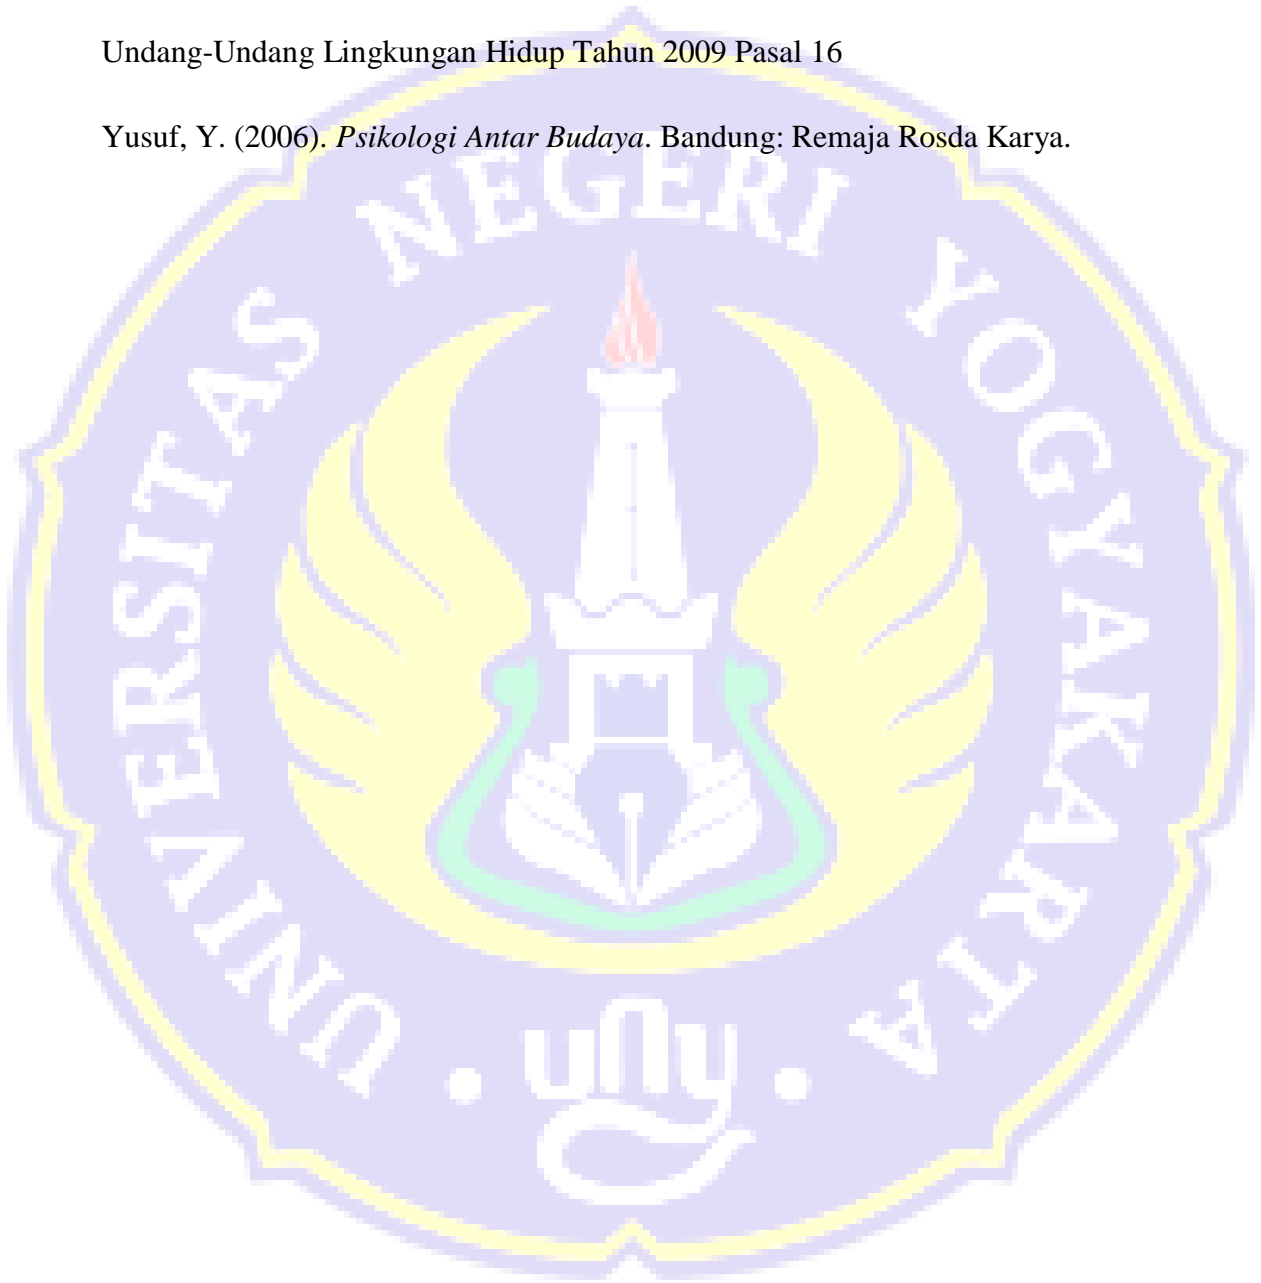 Undang-Undang Lingkungan Hidup Tahun 2009 Pasal 16
Yusuf, Y. (2006). Psikologi Antar Budaya. Bandung: Remaja Rosda Karya.
UNIVERSITAS NEGERI YOGYAKARTA
uny